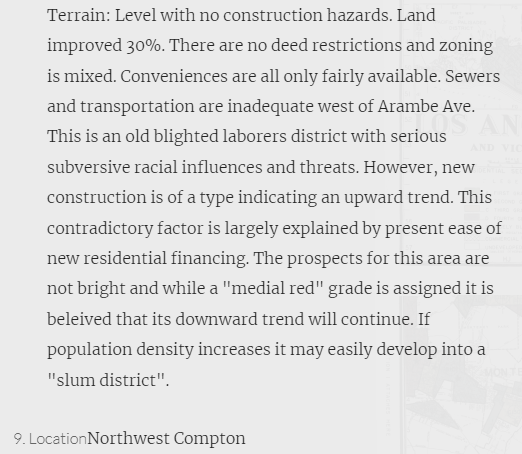 Terrain: Level with no construction hazards. Land
improved 30%. There are no deed restrictions and zoning
is mixed. Conveniences are all only fairly available. Sewers
and transportation are inadequate west of Arambe Ave.
This is an old blighted laborers district with serious
subversive racial influences and threats. However, new
construction is of a type indicating an upward trend. This
contradictory factor is largely explained by present ease of
new residential financing. The prospects for this area are
not bright and while a "medial red" grade is assigned it is
beleived that its downward trend will continue. If
population density increases it may easily develop into a
"slum district".
9. LocationNorthwest Compton